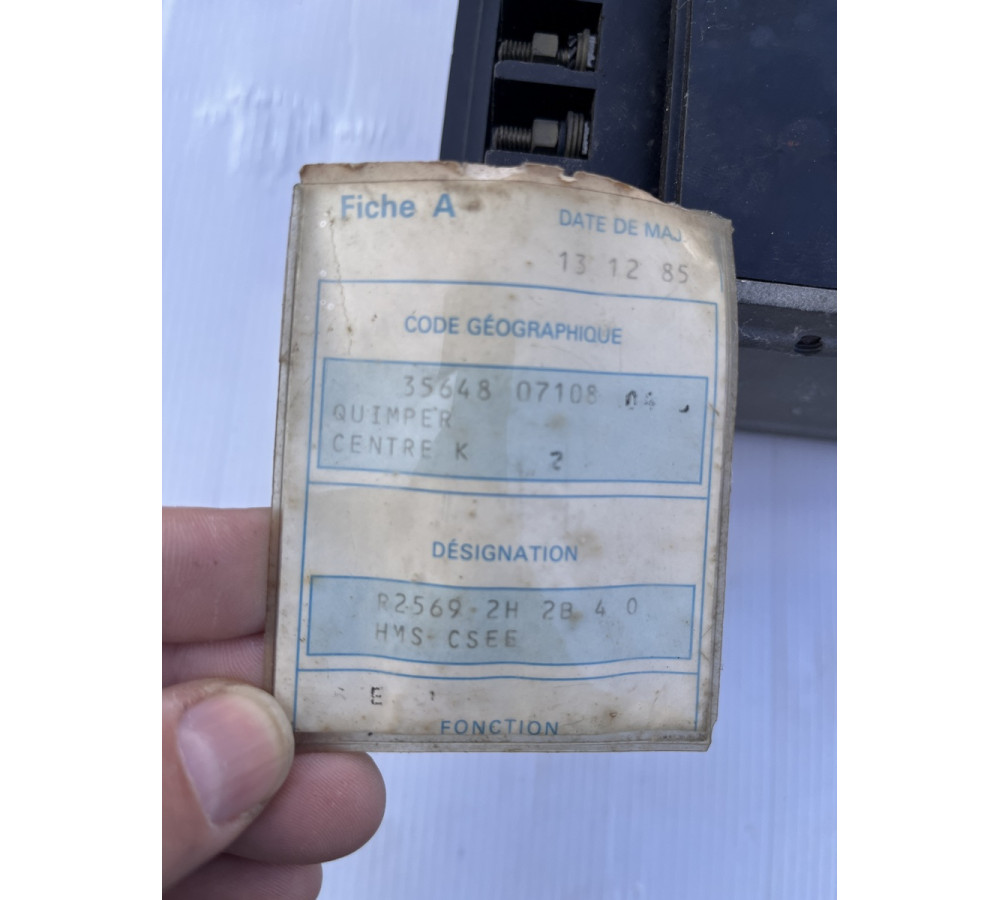 Fiche A
DATE DE MAJ.
13 12 85
CODE GÉOGRAPHIQUE
35648 07108 04
QUIMPER
CENTRE K 2
DÉSIGNATION
R2569-2H 2B 4 0
HMS-CSEE
E
FONCTION